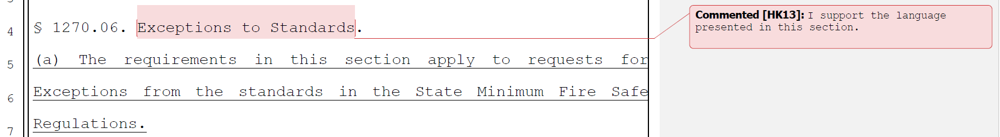 4 § 1270.06. Exceptions to Standards.
5 (a) The requirements in this section apply to requests for
6 Exceptions from the standards in the State Minimum Fire Safe
7 Regulations.
Commented [HK13]: I support the language
presented in this section.